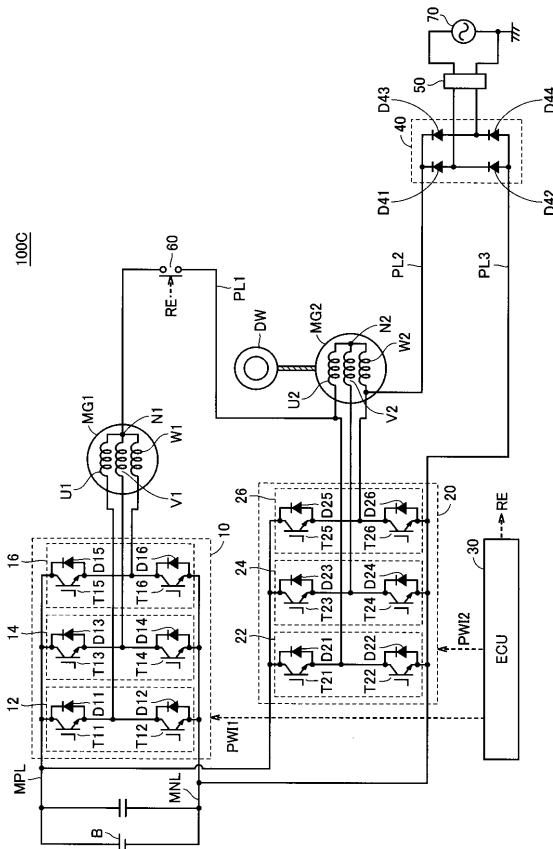 100C
70
50
D43
D44
40
D41
D42
PL2
PL3
60
RE
PL1
DW
MG2
N2
W2
U2
V2
MG1
N1
W1
U1
V1
10
16
D15
D16
T15
T16
14
D13
D14
T13
T14
12
D11
D12
T11
T12
MPL
MNL
B
PWI1
20
26
D25
D26
T25
T26
24
D23
D24
T23
T24
22
D21
D22
T21
T22
PWI2
30
ECU
RE